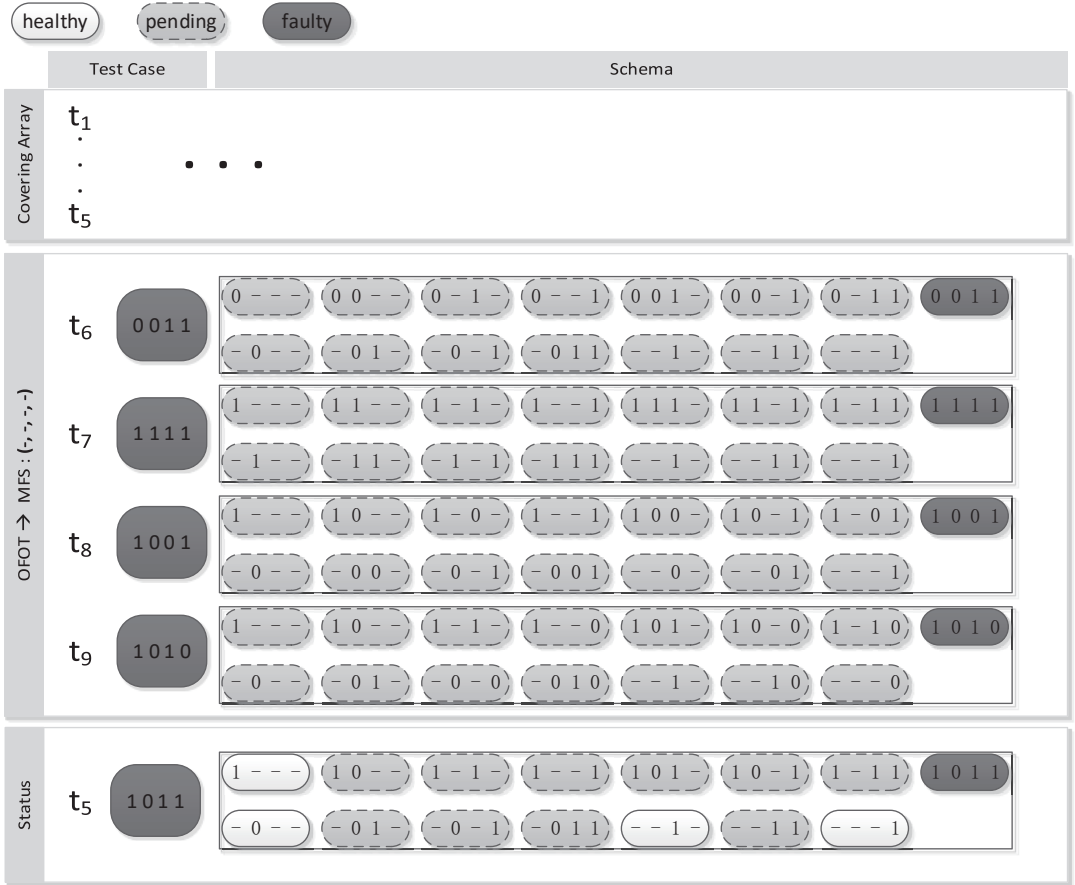 healthy pending faulty
Test Case Schema
Covering Array
t1
. . .
t5
OFOT → MFS : (-, -, -, -)
t6 0011
0 - - - 0 0 - - 0 - 1 - 0 - - 1 0 0 1 - 0 0 - 1 0 - 1 1 0 0 1 1
- 0 - - - 0 1 - - 0 - 1 - 0 1 1 - - 1 - - - 1 1 - - - 1
t7 1111
1 - - - 1 1 - - 1 - 1 - 1 - - 1 1 1 1 - 1 1 - 1 1 - 1 1 1 1 1 1
- 1 - - - 1 1 - - 1 - 1 - 1 1 1 - - 1 - - - 1 1 - - - 1
t8 1001
1 - - - 1 0 - - 1 - 0 - 1 - - 1 1 0 0 - 1 0 - 1 1 - 0 1 1 0 0 1
- 0 - - - 0 0 - - 0 - 1 - 0 0 1 - - 0 - - - 0 1 - - - 1
t9 1010
1 - - - 1 0 - - 1 - 1 - 1 - - 0 1 0 1 - 1 0 - 0 1 - 1 0 1 0 1 0
- 0 - - - 0 1 - - 0 - 0 - 0 1 0 - - 1 - - - 1 0 - - - 0
Status
t5 1011
1 - - - 1 0 - - 1 - 1 - 1 - - 1 1 0 1 - 1 0 - 1 1 - 1 1 1 0 1 1
- 0 - - - 0 1 - - 0 - 1 - 0 1 1 - - 1 - - - 1 1 - - - 1